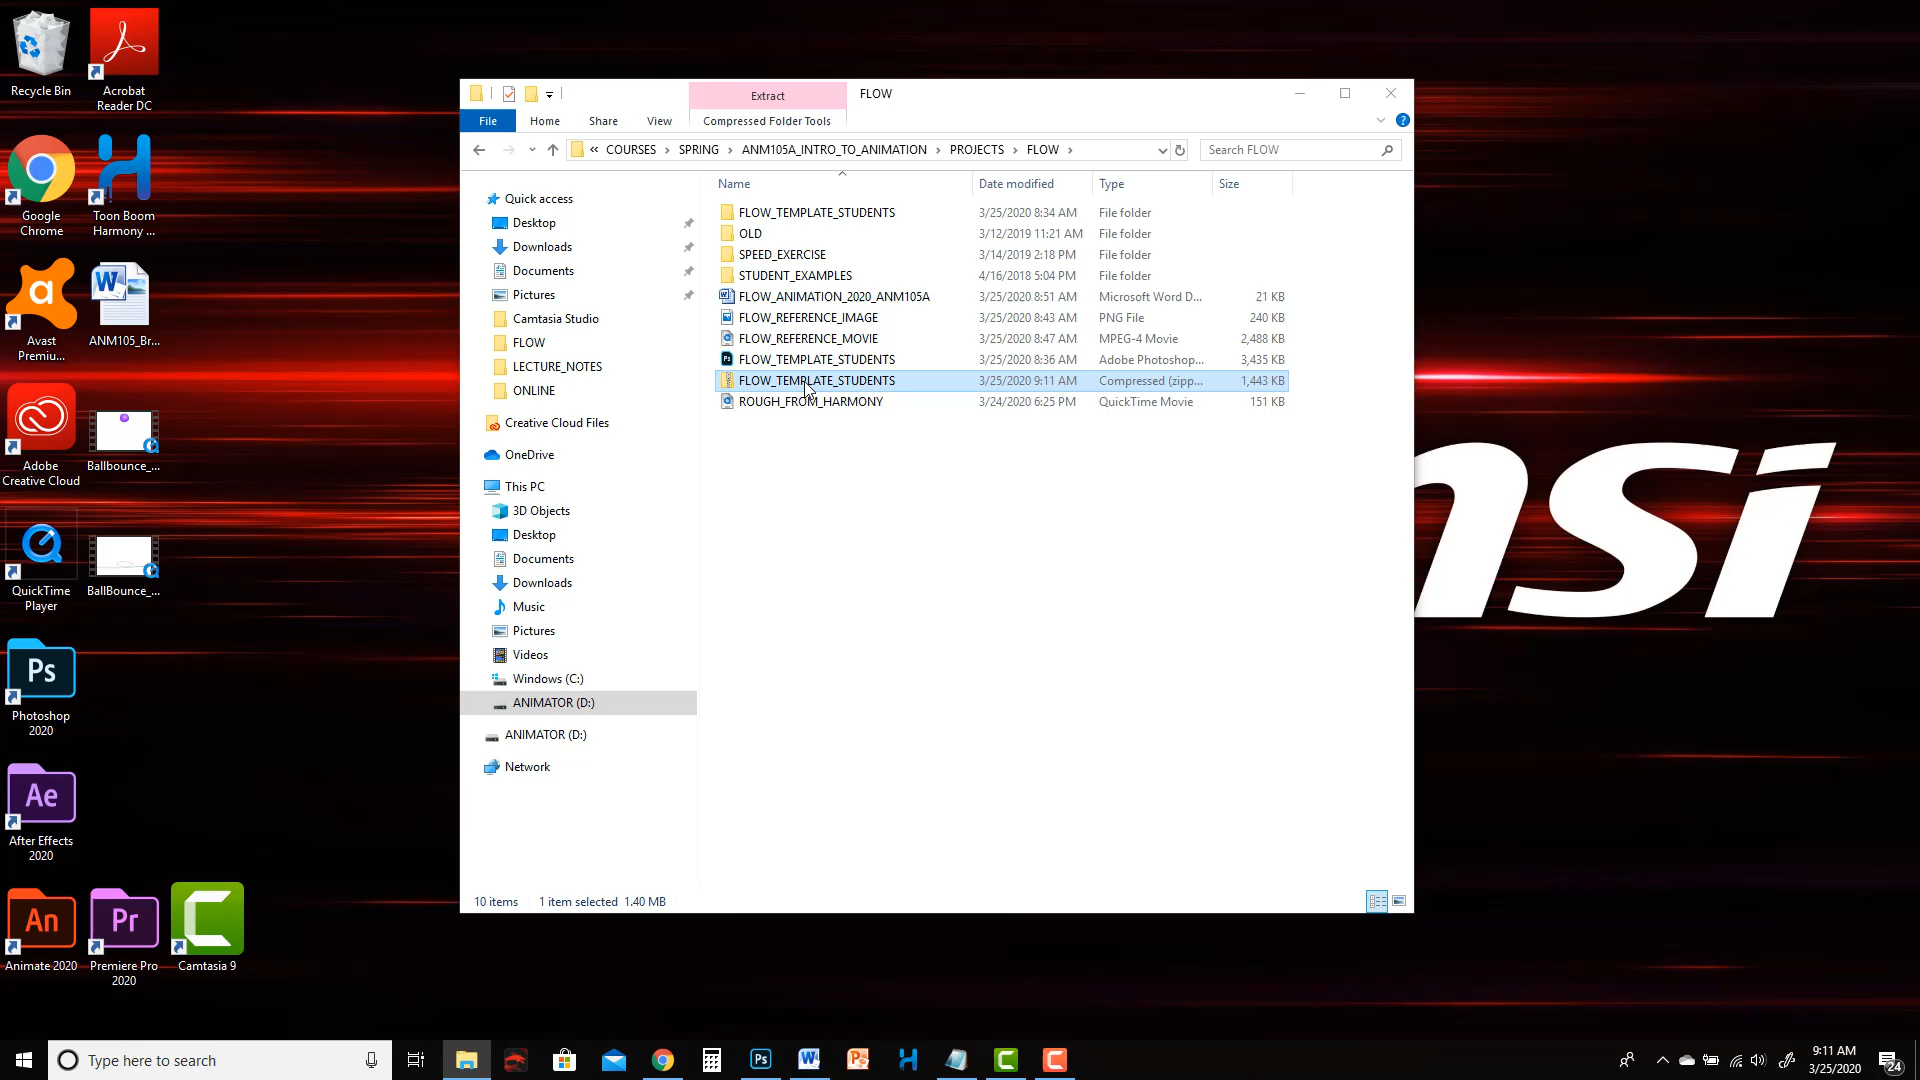 Recycle Bin
Acrobat
Reader DC
Google
Chrome
Toon Boom
Harmony ...
Avast
Premiu...
ANM105_Br...
Adobe
Creative Cloud
Ballbounce_...
QuickTime
Player
BallBounce_...
Ps
Photoshop
2020
Ae
After Effects
2020
An
Animate 2020
Pr
Premiere Pro
2020
Camtasia 9
Extract
FLOW
File
Home
Share
View
Compressed Folder Tools
« COURSES > SPRING > ANM105A_INTRO_TO_ANIMATION > PROJECTS > FLOW >
Search FLOW
Quick access
Desktop
Downloads
Documents
Pictures
Camtasia Studio
FLOW
LECTURE_NOTES
ONLINE
Creative Cloud Files
OneDrive
This PC
3D Objects
Desktop
Documents
Downloads
Music
Pictures
Videos
Windows (C:)
ANIMATOR (D:)
ANIMATOR (D:)
Network
Name Date modified Type Size
FLOW_TEMPLATE_STUDENTS 3/25/2020 8:34 AM File folder
OLD 3/12/2019 11:21 AM File folder
SPEED_EXERCISE 3/14/2019 2:18 PM File folder
STUDENT_EXAMPLES 4/16/2018 5:04 PM File folder
FLOW_ANIMATION_2020_ANM105A 3/25/2020 8:51 AM Microsoft Word D... 21 KB
FLOW_REFERENCE_IMAGE 3/25/2020 8:43 AM PNG File 240 KB
FLOW_REFERENCE_MOVIE 3/25/2020 8:47 AM MPEG-4 Movie 2,488 KB
FLOW_TEMPLATE_STUDENTS 3/25/2020 8:36 AM Adobe Photoshop... 3,435 KB
FLOW_TEMPLATE_STUDENTS 3/25/2020 9:11 AM Compressed (zipp... 1,443 KB
ROUGH_FROM_HARMONY 3/24/2020 6:25 PM QuickTime Movie 151 KB
10 items 1 item selected 1.40 MB
Type here to search
Ps
9:11 AM
3/25/2020
24